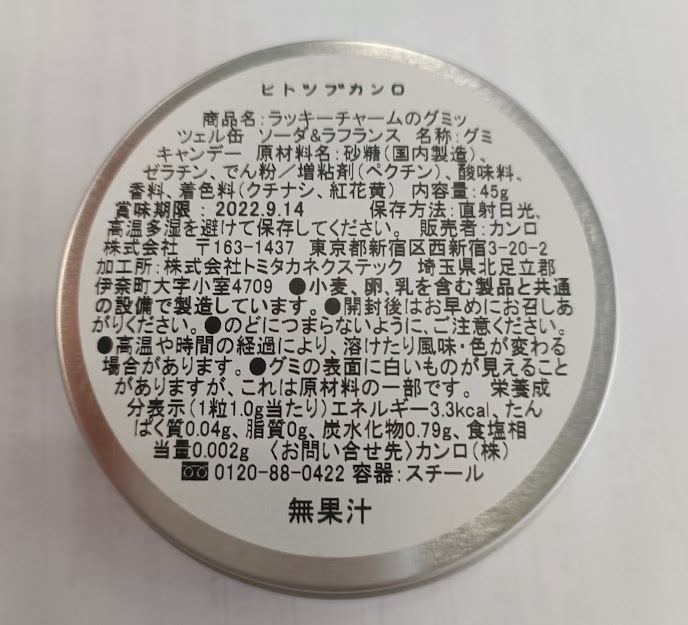 ヒトツブカンロ
商品名：ラッキーチャームのグミッ
ツェル缶　ソーダ&ラフランス　名称：グミ
キャンデー　原材料名：砂糖（国内製造）、
ゼラチン、でん粉／増粘剤（ペクチン）、酸味料、
香料、着色料（クチナシ、紅花黄）　内容量：45g
賞味期限：2022.9.14　　保存方法：直射日光、
高温多湿を避けて保存してください。　販売者：カンロ
株式会社　〒163-1437　東京都新宿区西新宿3-20-2
加工所：株式会社トミタカネクステック　埼玉県北足立郡
伊奈町大字小室4709　●小麦、卵、乳を含む製品と共通
の設備で製造しています。●開封後はお早めにお召しあ
がりください。●のどにつまらないように、ご注意ください。
●高温や時間の経過により、溶けたり風味・色が変わる
場合があります。●グミの表面に白いものが見えること
がありますが、これは原材料の一部です。　栄養成
分表示（1粒1.0g当たり）エネルギー3.3kcal、たん
ぱく質0.04g、脂質0g、炭水化物0.79g、食塩相
当量0.002g　〈お問い合せ先〉カンロ（株）
0120-88-0422 容器：スチール
無果汁